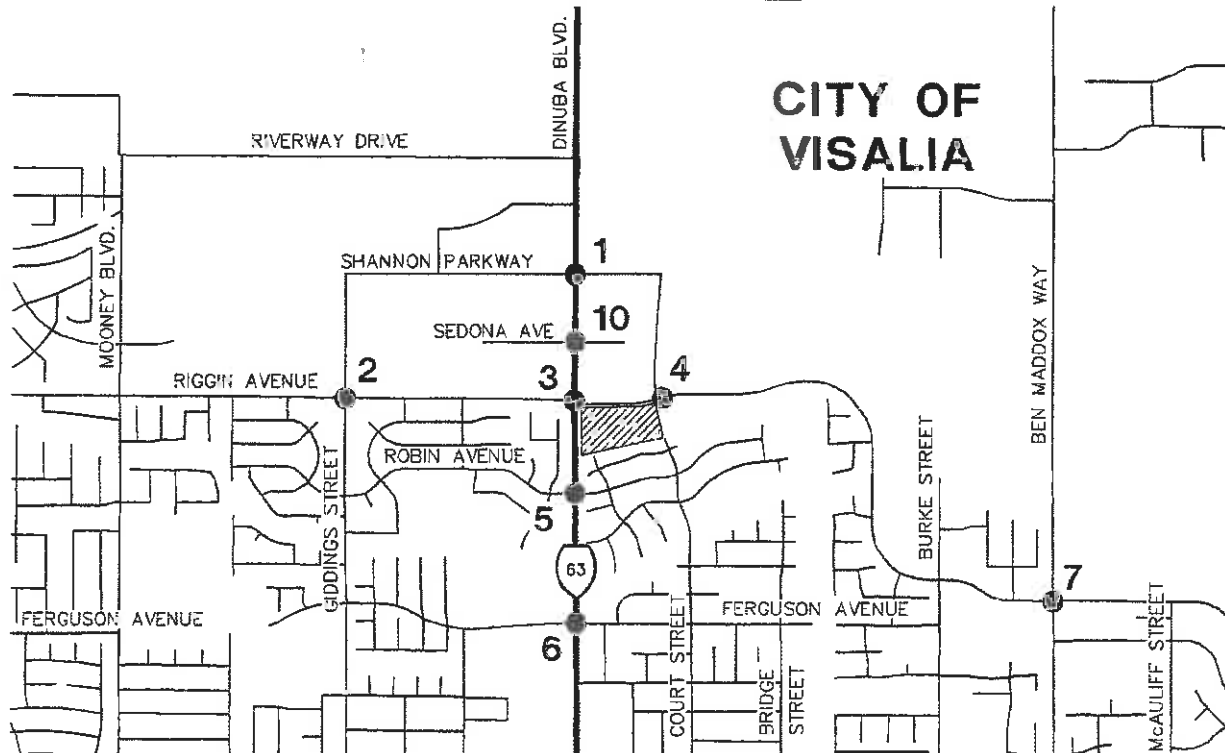 DINUBA BLVD.
CITY OF
VISALIA
RIVERWAY DRIVE
MOONEY BLVD.
SHANNON PARKWAY
1
SEDONA AVE
10
BEN MADDOX WAY
RIGGIN AVENUE
2
3
4
ROBIN AVENUE
GIDDINGS STREET
5
BURKE STREET
63
7
FERGUSON AVENUE
6
FERGUSON AVENUE
COURT STREET
BRIDGE
STREET
McAULIFF STREET